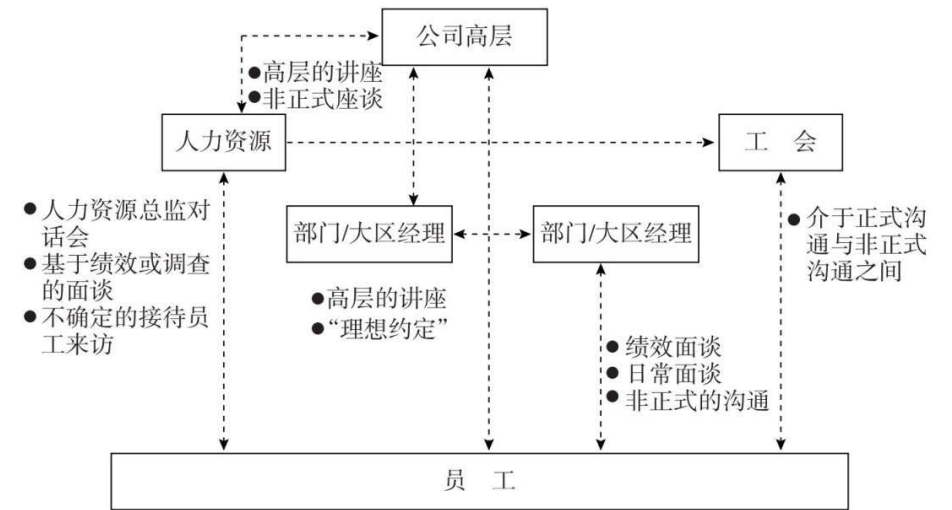 公司高层
●高层的讲座
●非正式座谈
人力资源
工 会
●人力资源总监对
话会
●基于绩效或调查
的面谈
●不确定的接待员
工来访
部门/大区经理
部门/大区经理
●介于正式沟
通与非正式
沟通之间
●高层的讲座
●“理想约定”
●绩效面谈
●日常面谈
●非正式的沟通
员 工